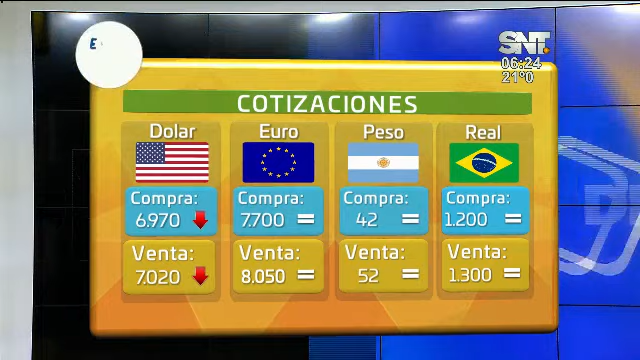 E
SNT
06:24
21°0
COTIZACIONES
Dolar Euro Peso Real
Compra: Compra: Compra: Compra:
6.970 7.700 42 1.200
Venta: Venta: Venta: Venta:
7.020 8.050 52 1.300